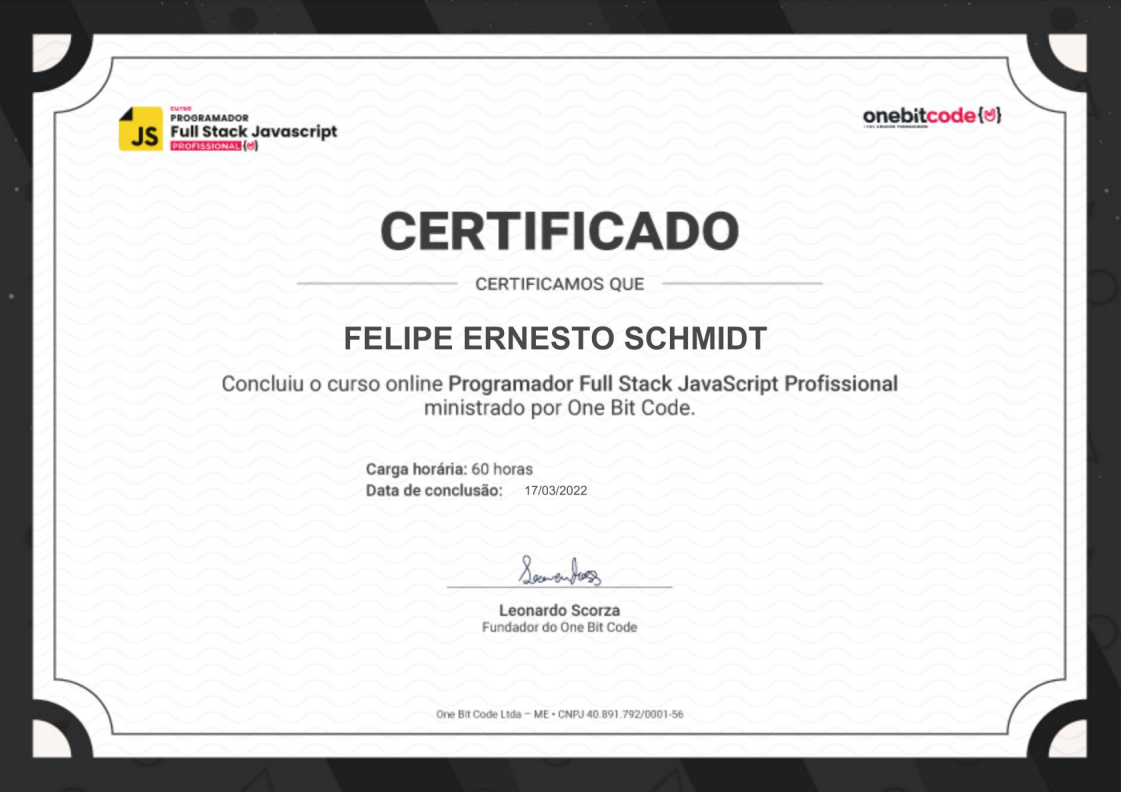 CURSO
PROGRAMADOR
Full Stack Javascript
PROFISSIONAL
JS
onebitcode
CERTIFICADO
CERTIFICAMOS QUE
FELIPE ERNESTO SCHMIDT
Concluiu o curso online Programador Full Stack JavaScript Profissional
ministrado por One Bit Code.
Carga horária: 60 horas
Data de conclusão: 17/03/2022
Leonardo Scorza
Fundador do One Bit Code
One Bit Code Ltda – ME • CNPJ 40.891.792/0001-56